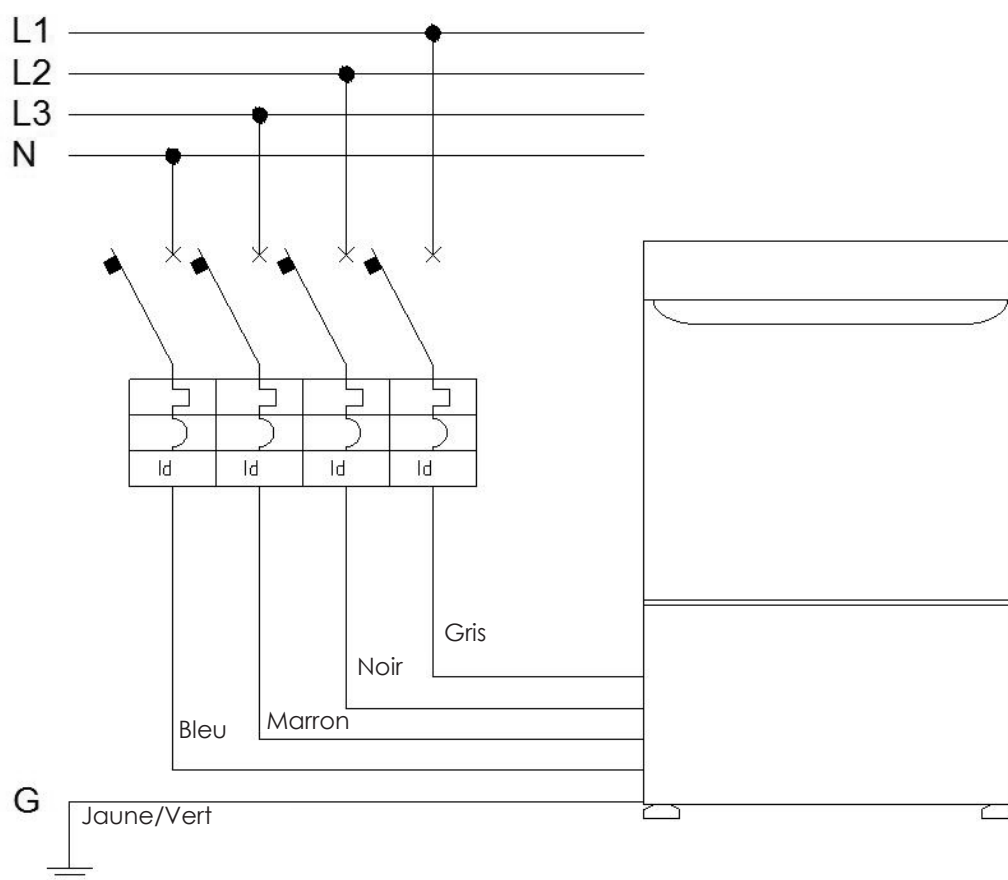 L1
L2
L3
N
Id Id Id Id
Gris
Noir
Bleu Marron
G
Jaune/Vert